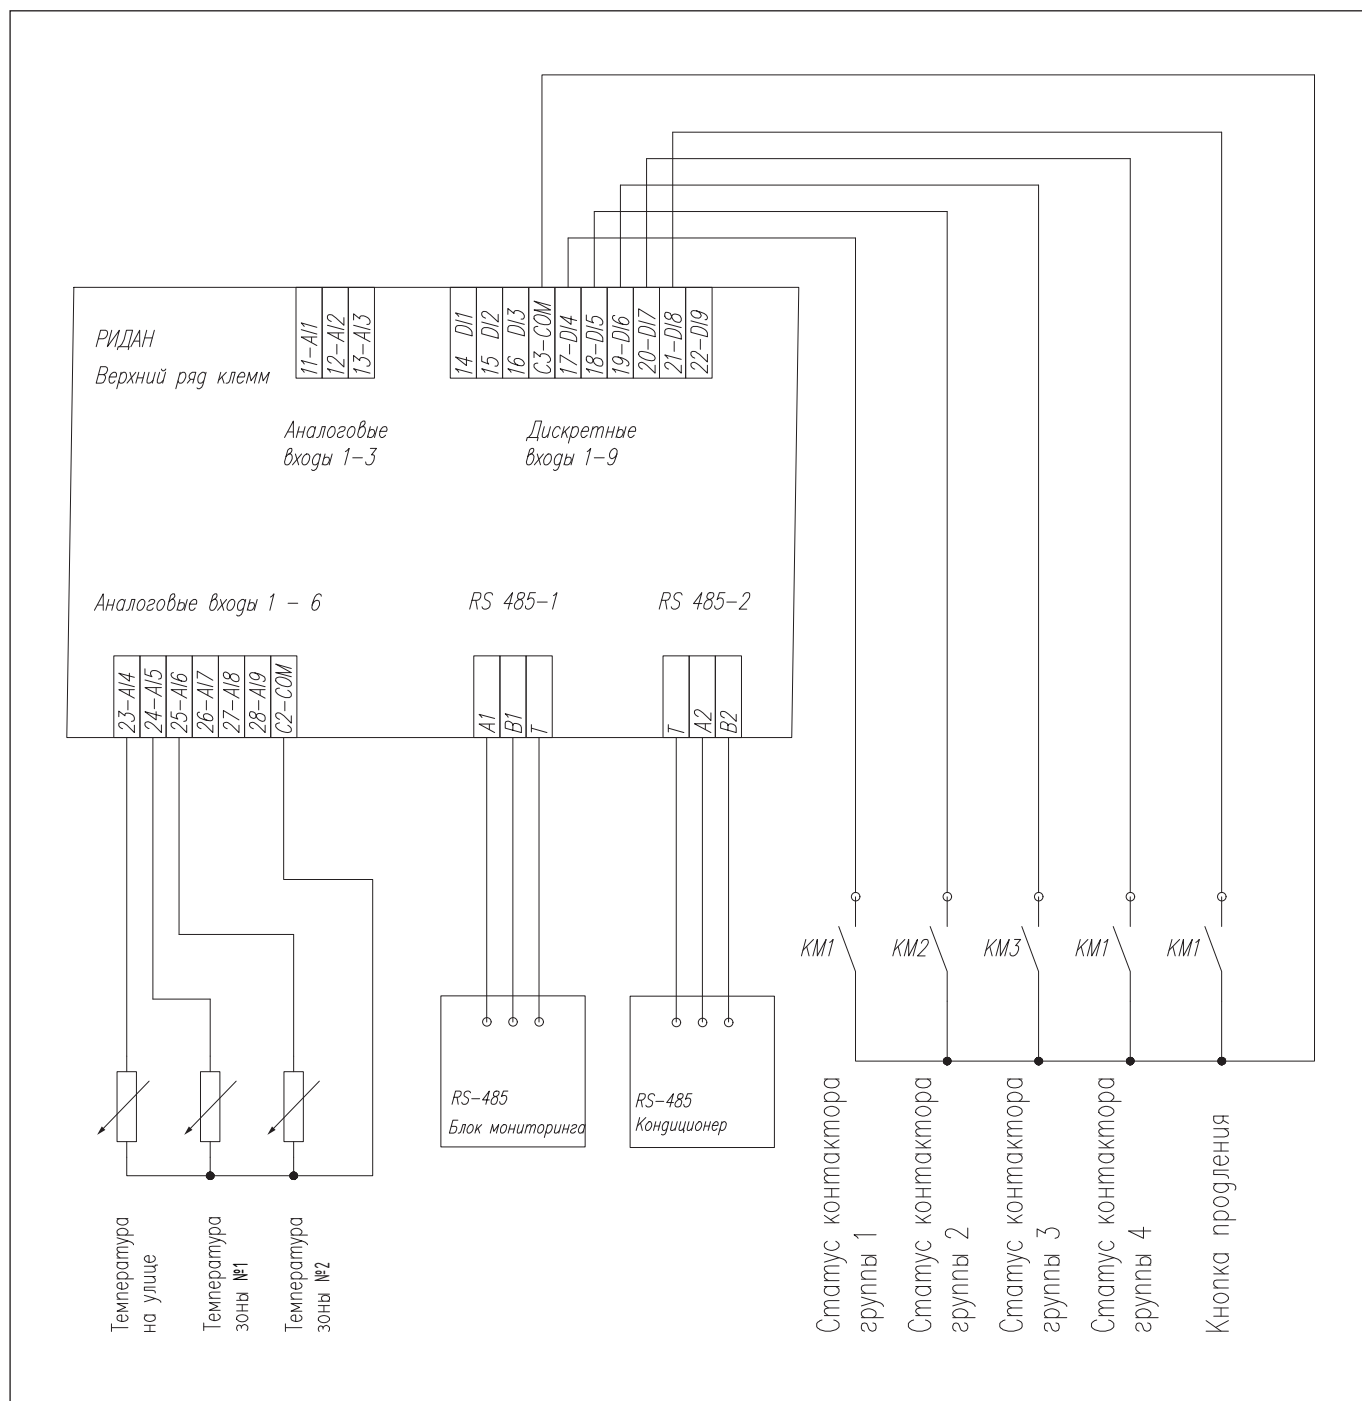 РИДАН
Верхний ряд клемм
11-AI1
12-AI2
13-AI3
14 DI1
15 DI2
16 DI3
C3-COM
17-DI4
18-DI5
19-DI6
20-DI7
21-DI8
22-DI9
Аналоговые
входы 1-3
Дискретные
входы 1-9
Аналоговые входы 1 - 6
RS 485-1
RS 485-2
23-AI4
24-AI5
25-AI6
26-AI7
27-AI8
28-AI9
C2-COM
A1
B1
T
T
A2
B2
KM1
KM2
KM3
KM1
KM1
RS-485
Блок мониторинга
RS-485
Кондиционер
Температура
на улице
Температура
зоны №1
Температура
зоны №2
Статус контактора
группы 1
Статус контактора
группы 2
Статус контактора
группы 3
Статус контактора
группы 4
Кнопка продления